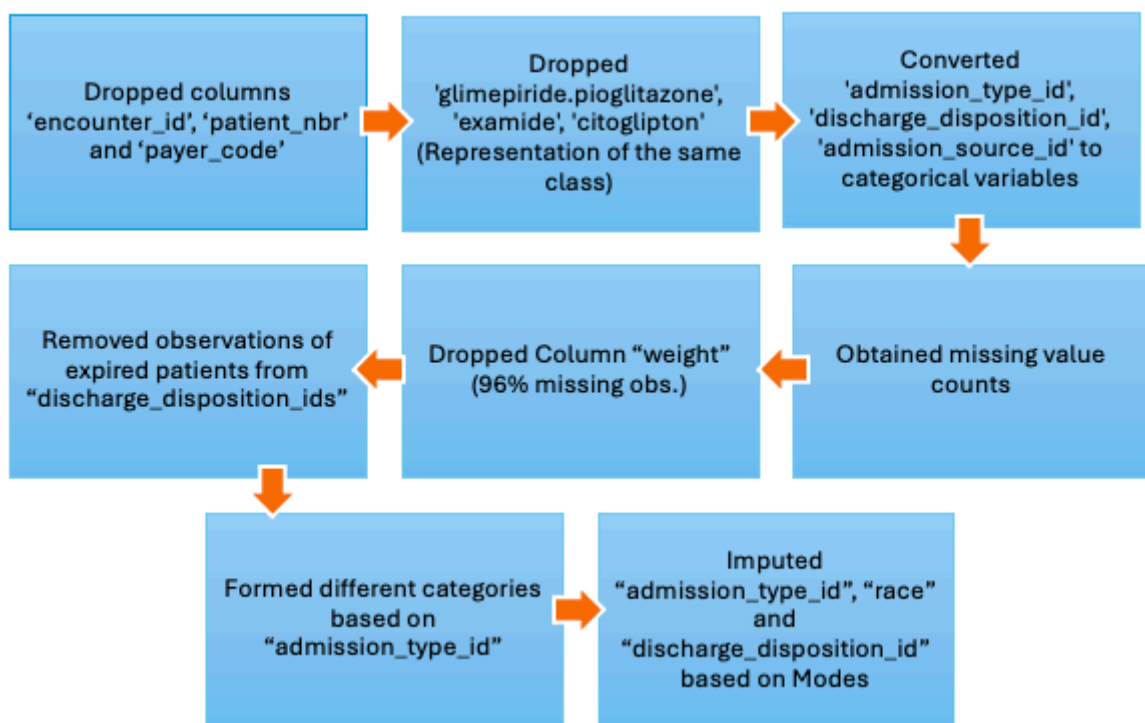 Dropped columns
‘encounter_id’, ‘patient_nbr’
and ‘payer_code’
Dropped
'glimepiride.pioglitazone',
'examide', 'citoglipton'
(Representation of the same
class)
Converted
'admission_type_id',
'discharge_disposition_id',
'admission_source_id' to
categorical variables
Obtained missing value
counts
Dropped Column “weight”
(96% missing obs.)
Removed observations of
expired patients from
“discharge_disposition_ids”
Formed different categories
based on
“admission_type_id”
Imputed
“admission_type_id”, “race”
and
“discharge_disposition_id”
based on Modes